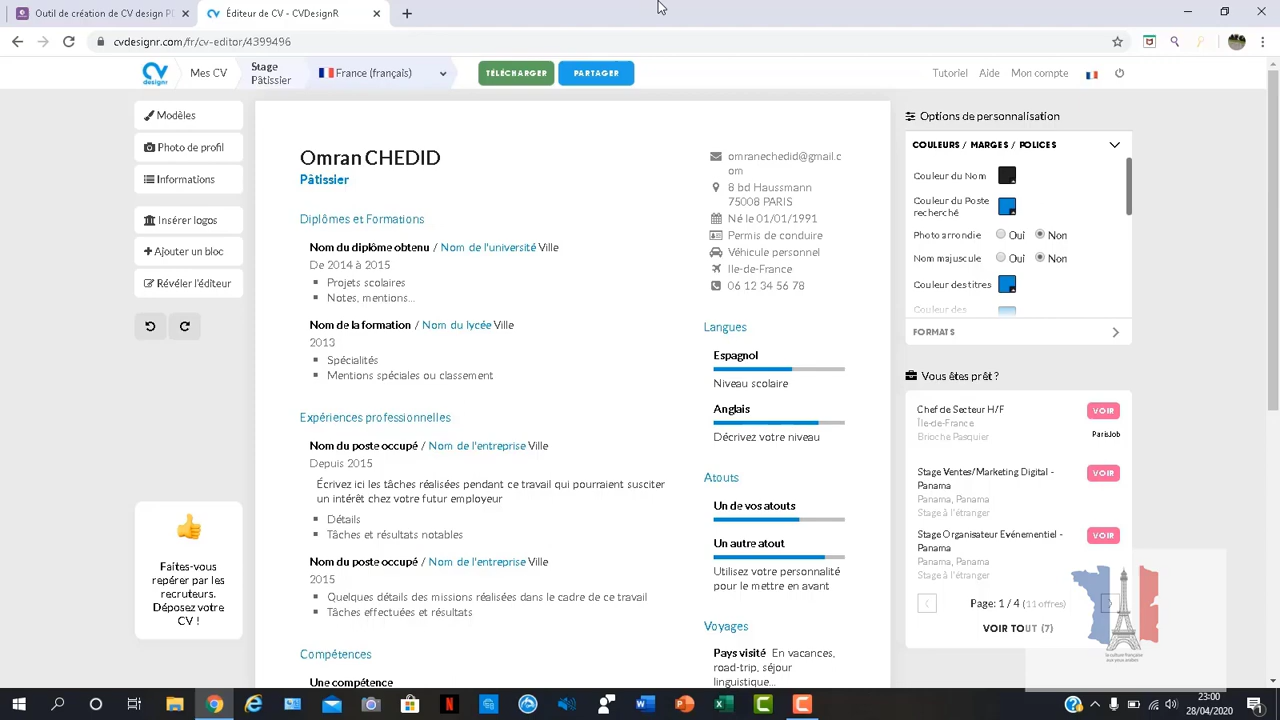 Outil de création de
Éditeur de CV - CVDesignR
cvdesignr.com/fr/cv-editor/4399496
CV
designr
Mes CV
Stage
Pâtissier
France (français)
TÉLÉCHARGER
PARTAGER
Tutoriel
Aide
Mon compte
Modèles
Photo de profil
Informations
Insérer logos
Ajouter un bloc
Révéler l'éditeur
Faites-vous
repérer par les
recruteurs.
Déposez votre
CV !
Omran CHEDID
Pâtissier
Diplômes et Formations
Nom du diplôme obtenu / Nom de l'université Ville
De 2014 à 2015
Projets scolaires
Notes, mentions...
Nom de la formation / Nom du lycée Ville
2013
Spécialités
Mentions spéciales ou classement
Expériences professionnelles
Nom du poste occupé / Nom de l'entreprise Ville
Depuis 2015
Écrivez ici les tâches réalisées pendant ce travail qui pourraient susciter
un intérêt chez votre futur employeur
Détails
Tâches et résultats notables
Nom du poste occupé / Nom de l'entreprise Ville
2015
Quelques détails des missions réalisées dans le cadre de ce travail
Tâches effectuées et résultats
Compétences
Une compétence
omranechedid@gmail.c
om
8 bd Haussmann
75008 PARIS
Né le 01/01/1991
Permis de conduire
Véhicule personnel
Ile-de-France
06 12 34 56 78
Langues
Espagnol
Niveau scolaire
Anglais
Décrivez votre niveau
Atouts
Un de vos atouts
Un autre atout
Utilisez votre personnalité
pour le mettre en avant
Voyages
Pays visité En vacances,
road-trip, séjour
linguistique...
Options de personnalisation
COULEURS / MARGES / POLICES
Couleur du Nom
Couleur du Poste
recherché
Photo arrondie Oui Non
Nom majuscule Oui Non
Couleur des titres
Couleur des
FORMATS
Vous êtes prêt ?
Chef de Secteur H/F
VOIR
Île-de-France
Brioche Pasquier
ParisJob
Stage Ventes/Marketing Digital -
Panama
VOIR
Panama, Panama
Stage à l'étranger
Stage Organisateur Evénementiel -
Panama
VOIR
Panama, Panama
Stage à l'étranger
Page: 1 / 4 (11 offres)
VOIR TOUT (7)
la culture française
aux yeux arabes
23:00
28/04/2020